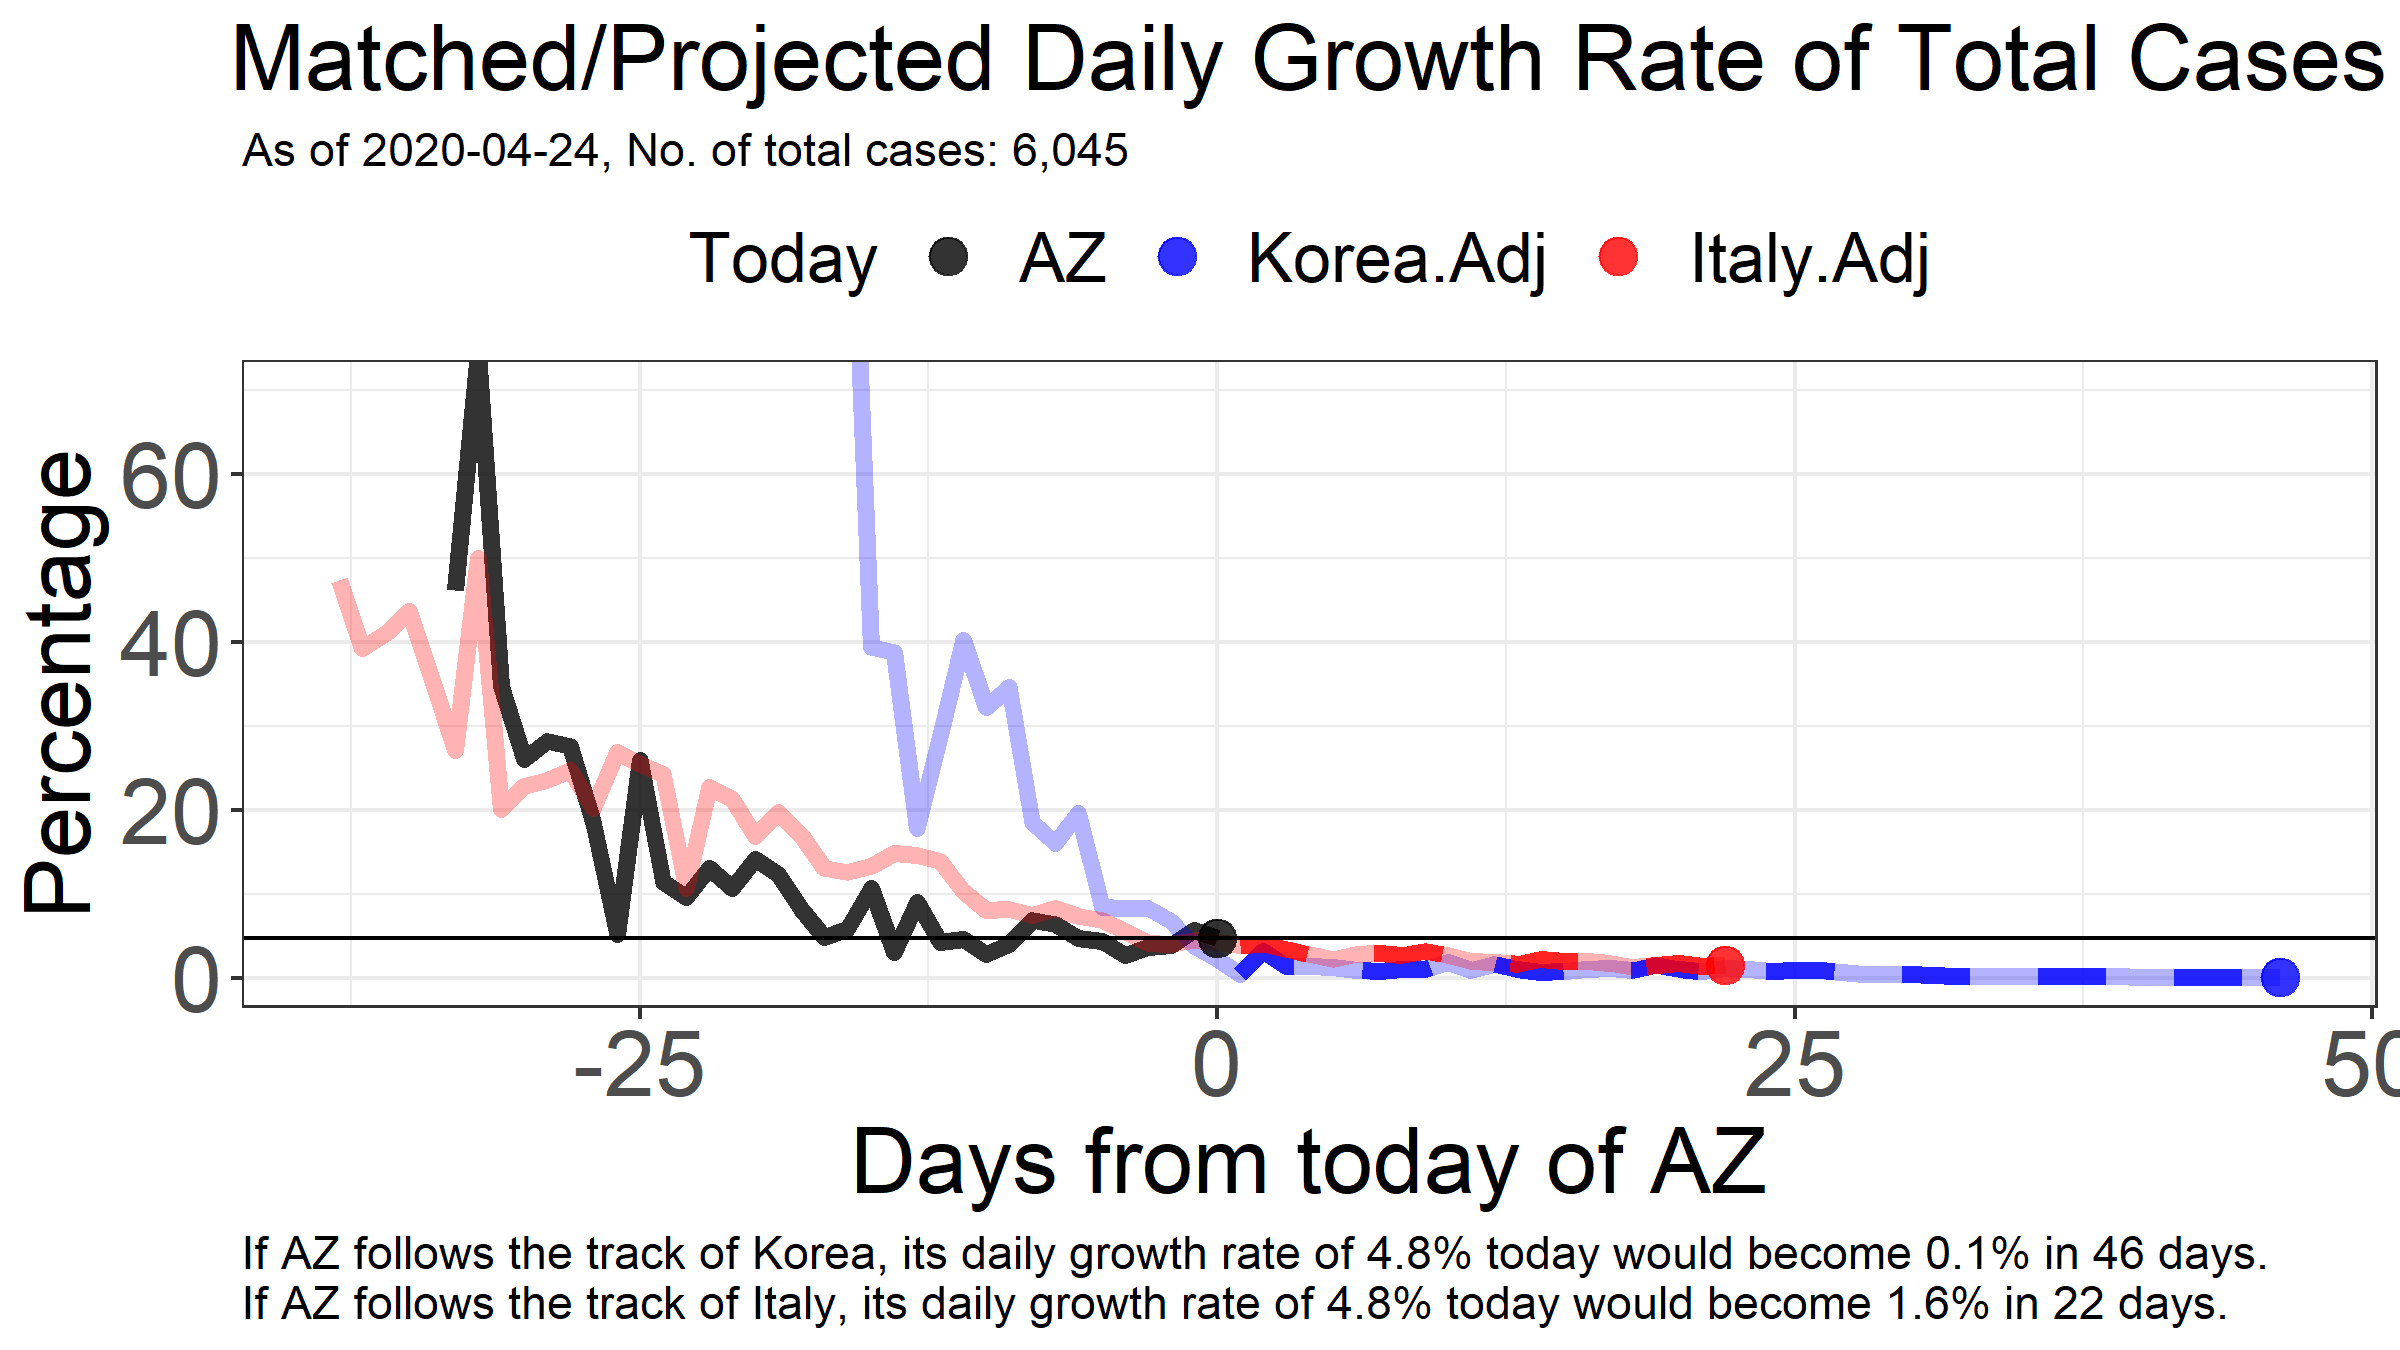 Matched/Projected Daily Growth Rate of Total Cases
As of 2020-04-24, No. of total cases: 6,045
Today AZ Korea.Adj Italy.Adj
Percentage
60
40
20
0
-25 0 25 50
Days from today of AZ
If AZ follows the track of Korea, its daily growth rate of 4.8% today would become 0.1% in 46 days.
If AZ follows the track of Italy, its daily growth rate of 4.8% today would become 1.6% in 22 days.